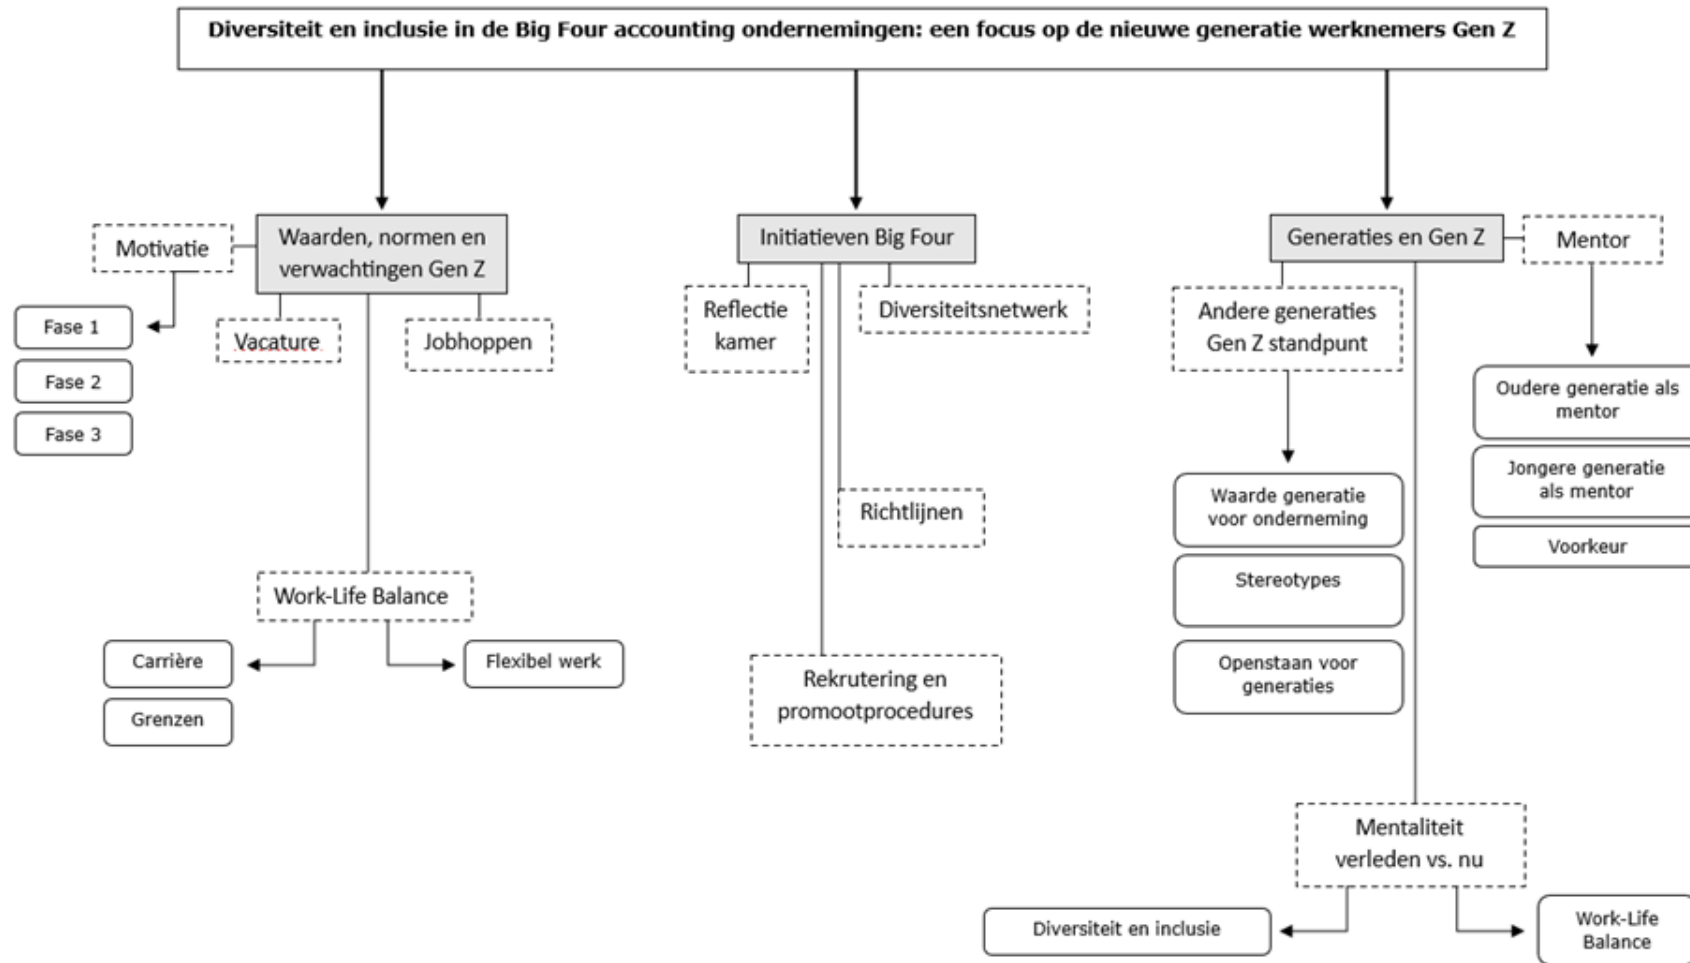 Diversiteit en inclusie in de Big Four accounting ondernemingen: een focus op de nieuwe generatie werknemers Gen Z
Motivatie
Waarden, normen en
verwachtingen Gen Z
Fase 1
Fase 2
Fase 3
Vacature
Jobhoppen
Work-Life Balance
Carrière
Grenzen
Flexibel werk
Initiatieven Big Four
Reflectie
kamer
Diversiteitsnetwerk
Richtlijnen
Rekrutering en
promootprocedures
Generaties en Gen Z
Mentor
Andere generaties
Gen Z standpunt
Oudere generatie als
mentor
Jongere generatie
als mentor
Voorkeur
Waarde generatie
voor onderneming
Stereotypes
Openstaan voor
generaties
Mentaliteit
verleden vs. nu
Diversiteit en inclusie
Work-Life
Balance